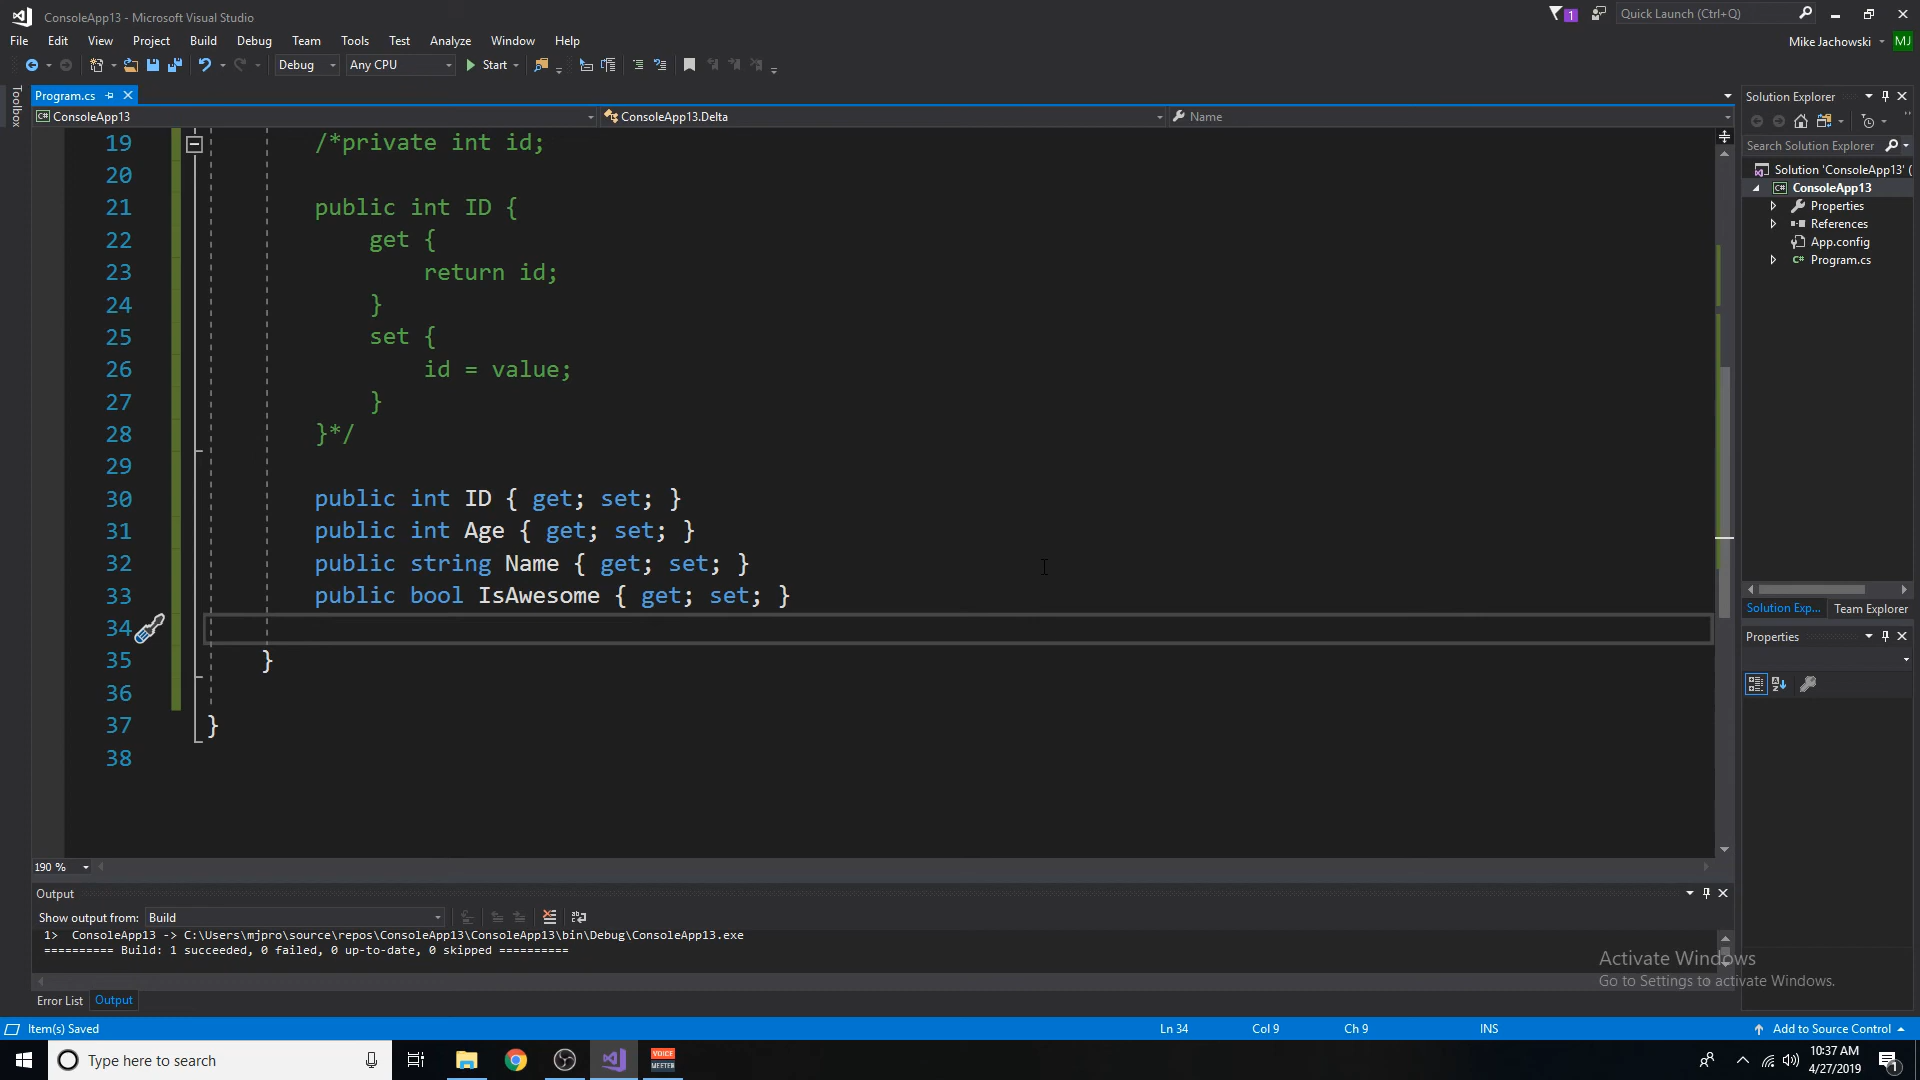 ConsoleApp13 - Microsoft Visual Studio
1
Quick Launch (Ctrl+Q)
File Edit View Project Build Debug Team Tools Test Analyze Window Help
Mike Jachowski
MJ
Debug
Any CPU
Start
Toolbox
Program.cs
ConsoleApp13
ConsoleApp13.Delta
Name
19 /*private int id;
20
21 public int ID {
22 get {
23 return id;
24 }
25 set {
26 id = value;
27 }
28 }*/
29
30 public int ID { get; set; }
31 public int Age { get; set; }
32 public string Name { get; set; }
33 public bool IsAwesome { get; set; }
34
35 }
36
37 }
38
190 %
Solution Explorer
Search Solution Explorer
Solution 'ConsoleApp13' (
ConsoleApp13
Properties
References
App.config
C# Program.cs
Solution Exp... Team Explorer
Properties
Output
Show output from: Build
1> ConsoleApp13 -> C:\Users\mjpro\source\repos\ConsoleApp13\ConsoleApp13\bin\Debug\ConsoleApp13.exe
========== Build: 1 succeeded, 0 failed, 0 up-to-date, 0 skipped ==========
Activate Windows
Go to Settings to activate Windows.
Error List Output
Item(s) Saved
Ln 34 Col 9 Ch 9 INS
Add to Source Control
Type here to search
VOICE
MEETER
10:37 AM
4/27/2019
1